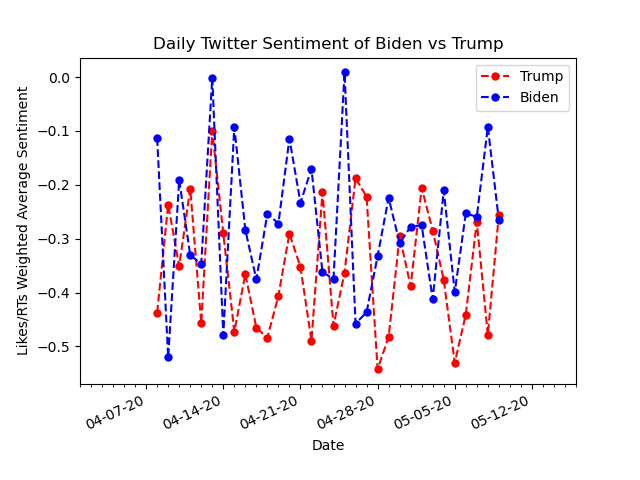 Daily Twitter Sentiment of Biden vs Trump
Trump
Biden
Likes/RTs Weighted Average Sentiment
0.0
−0.1
−0.2
−0.3
−0.4
−0.5
04-07-20
04-14-20
04-21-20
04-28-20
05-05-20
05-12-20
Date